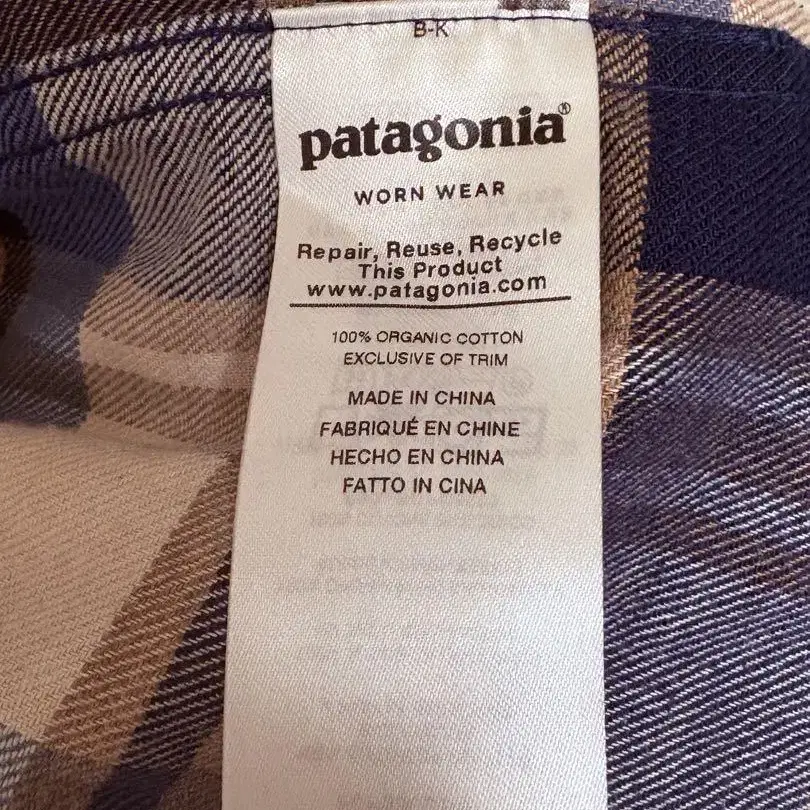 B-K
patagonia®
WORN WEAR
Repair, Reuse, Recycle
This Product
www.patagonia.com
100% ORGANIC COTTON
EXCLUSIVE OF TRIM
MADE IN CHINA
FABRIQUÉ EN CHINE
HECHO EN CHINA
FATTO IN CINA